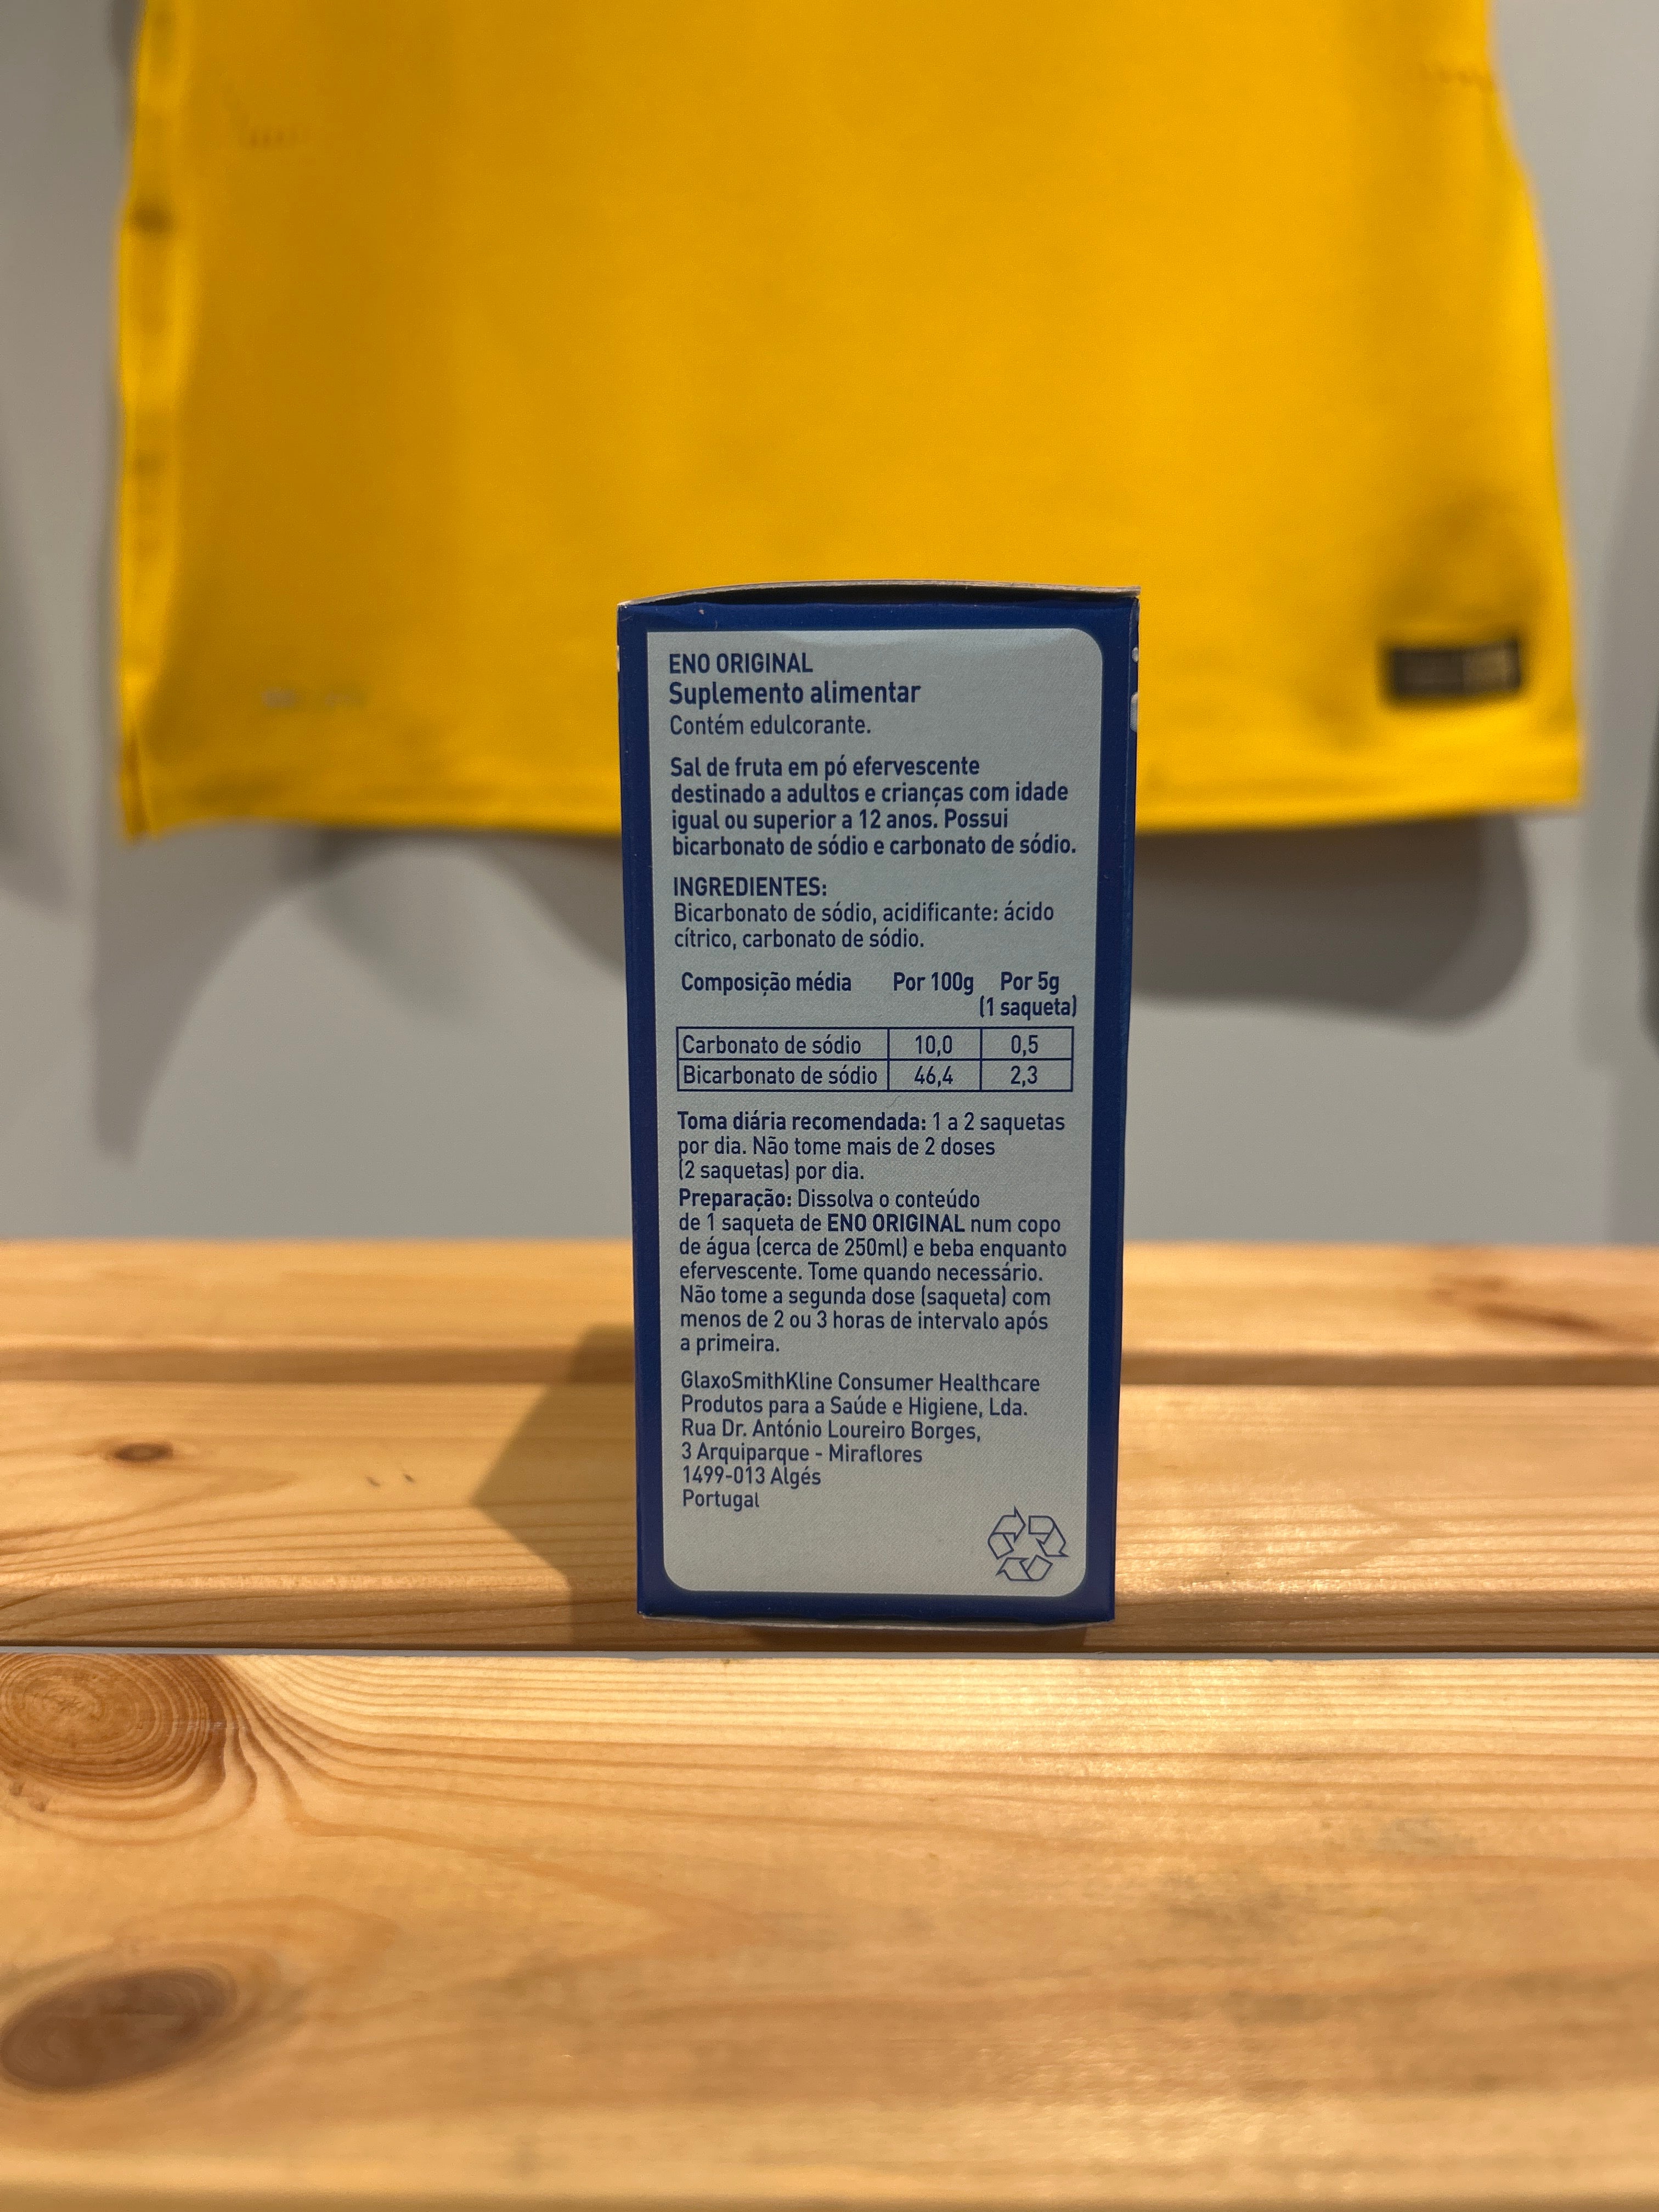 ENO ORIGINAL
Suplemento alimentar
Contém edulcorante.
Sal de fruta em pó efervescente
destinado a adultos e crianças com idade
igual ou superior a 12 anos. Possui
bicarbonato de sódio e carbonato de sódio.
INGREDIENTES:
Bicarbonato de sódio, acidificante: ácido
cítrico, carbonato de sódio.
Composição média Por 100g Por 5g
(1 saqueta)
Carbonato de sódio 10,0 0,5
Bicarbonato de sódio 46,4 2,3
Toma diária recomendada: 1 a 2 saquetas
por dia. Não tome mais de 2 doses
(2 saquetas) por dia.
Preparação: Dissolva o conteúdo
de 1 saqueta de ENO ORIGINAL num copo
de água (cerca de 250ml) e beba enquanto
efervescente. Tome quando necessário.
Não tome a segunda dose (saqueta) com
menos de 2 ou 3 horas de intervalo após
a primeira.
GlaxoSmithKline Consumer Healthcare
Produtos para a Saúde e Higiene, Lda.
Rua Dr. António Loureiro Borges,
3 Arquiparque - Miraflores
1499-013 Algés
Portugal